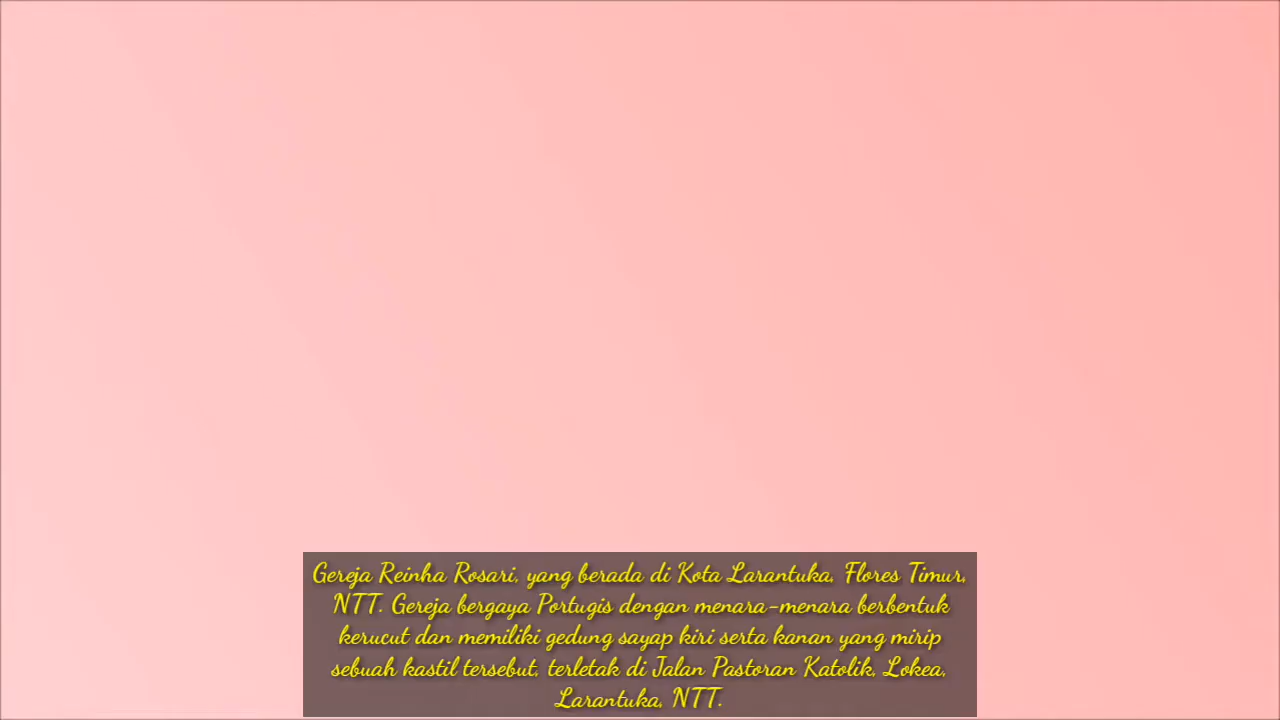 Gereja Reinha Rosari, yang berada di Kota Larantuka, Flores Timur,
NTT. Gereja bergaya Portugis dengan menara-menara berbentuk
kerucut dan memiliki gedung sayap kiri serta kanan yang mirip
sebuah kastil tersebut, terletak di Jalan Pastoran Katolik, Lokea,
Larantuka, NTT.